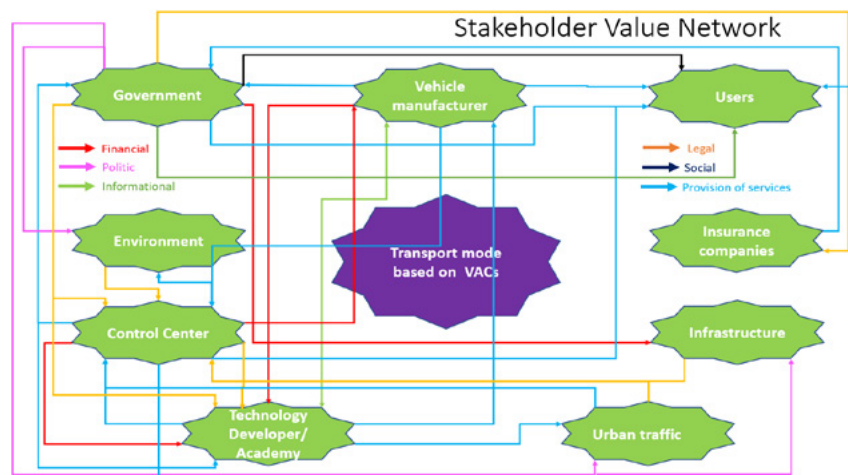 Stakeholder Value Network
Government
Vehicle
manufacturer
Users
Financial
Politic
Informational
Legal
Social
Provision of services
Environment
Transport mode
based on VACs
Insurance
companies
Control Center
Infrastructure
Technology
Developer/
Academy
Urban traffic